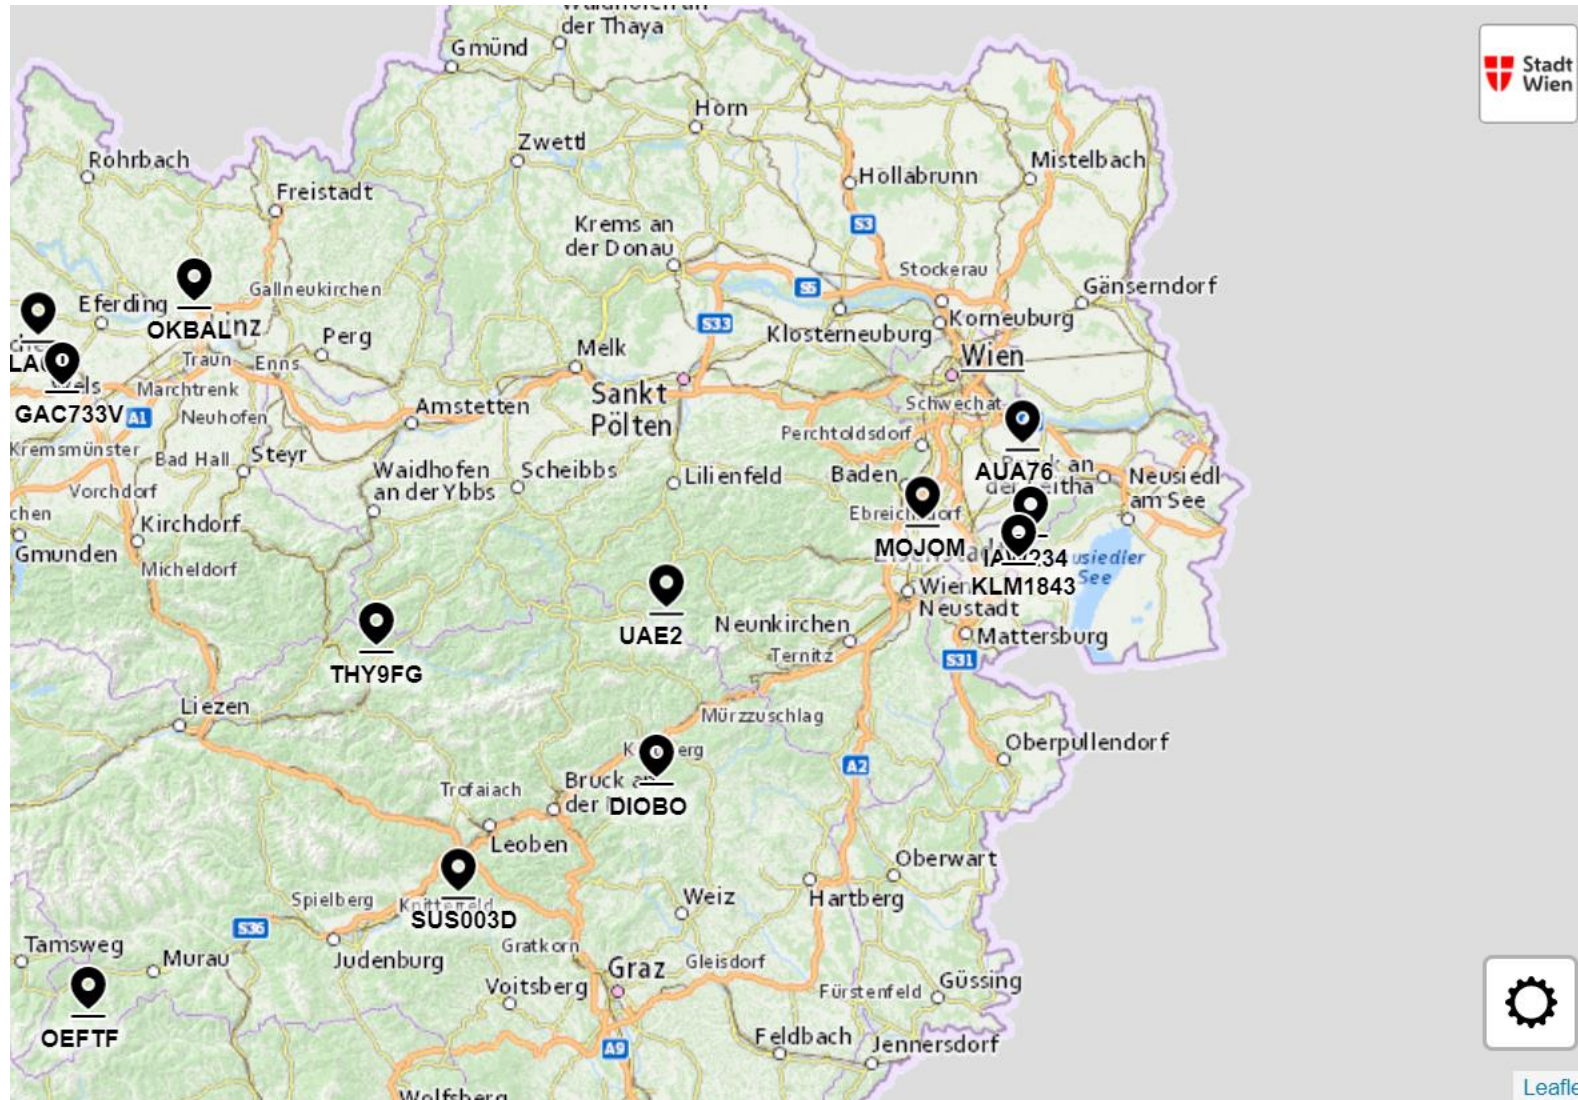 der Thaya
Gmünd
Horn
Zwettl
Rohrbach
Mistelbach
Hollabrunn
Freistadt
Krems an
der Donau
S3
Stockerau
Gallneukirchen
S5
Gänserndorf
Eferding
OKBAL
S33
Korneuburg
Klosterneuburg
Perg
Melk
Wien
Traun
Enns
Marchtrenk
Sankt
Pölten
GAC733V
A1
Neuhofen
Amstetten
Schwechat
Perchtoldsdorf
Kremsmünster
Bad Hall
Steyr
Waidhofen
an der Ybbs
Scheibbs
Lilienfeld
Baden
AUA76
Neusiedl
am See
Vorchdorf
Kirchdorf
Gmunden
Micheldorf
MOJOM
KLM1843
Neustadt
UAE2
Neunkirchen
Ternitz
Mattersburg
S31
THY9FG
Liezen
Mürzzuschlag
Oberpullendorf
A2
Trofaiach
DIOBO
Leoben
Oberwart
Spielberg
SUS003D
Weiz
Hartberg
S36
Tamsweg
Murau
Judenburg
Gratkorn
Graz
Gleisdorf
Voitsberg
Fürstenfeld
Güssing
OEFTF
A9
Feldbach
Jennersdorf
Wolfsberg
Stadt
Wien